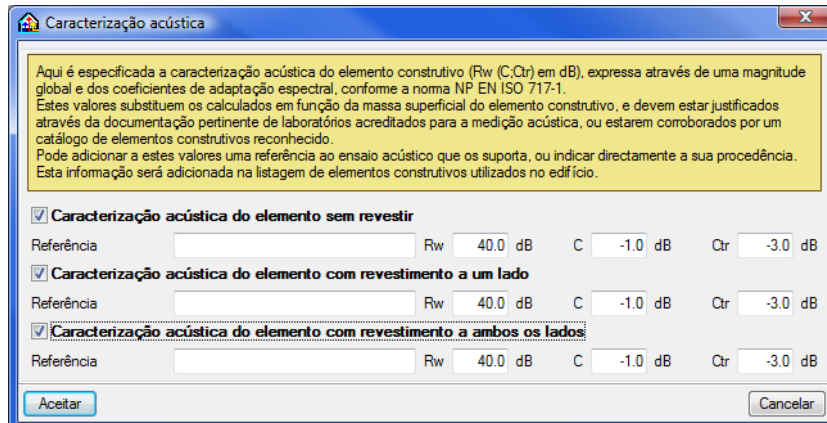 Caracterização acústica
Aqui é especificada a caracterização acústica do elemento construtivo (Rw (C;Ctr) em dB), expressa através de uma magnitude
global e dos coeficientes de adaptação espectral, conforme a norma NP EN ISO 717-1.
Estes valores substituem os calculados em função da massa superficial do elemento construtivo, e devem estar justificados
através da documentação pertinente de laboratórios acreditados para a medição acústica, ou estarem corroborados por um
catálogo de elementos construtivos reconhecido.
Pode adicionar a estes valores uma referência ao ensaio acústico que os suporta, ou indicar directamente a sua procedência.
Esta informação será adicionada na listagem de elementos construtivos utilizados no edifício.
Caracterização acústica do elemento sem revestir
Referência Rw 40.0 dB C -1.0 dB Ctr -3.0 dB
Caracterização acústica do elemento com revestimento a um lado
Referência Rw 40.0 dB C -1.0 dB Ctr -3.0 dB
Caracterização acústica do elemento com revestimento a ambos os lados
Referência Rw 40.0 dB C -1.0 dB Ctr -3.0 dB
Aceitar Cancelar